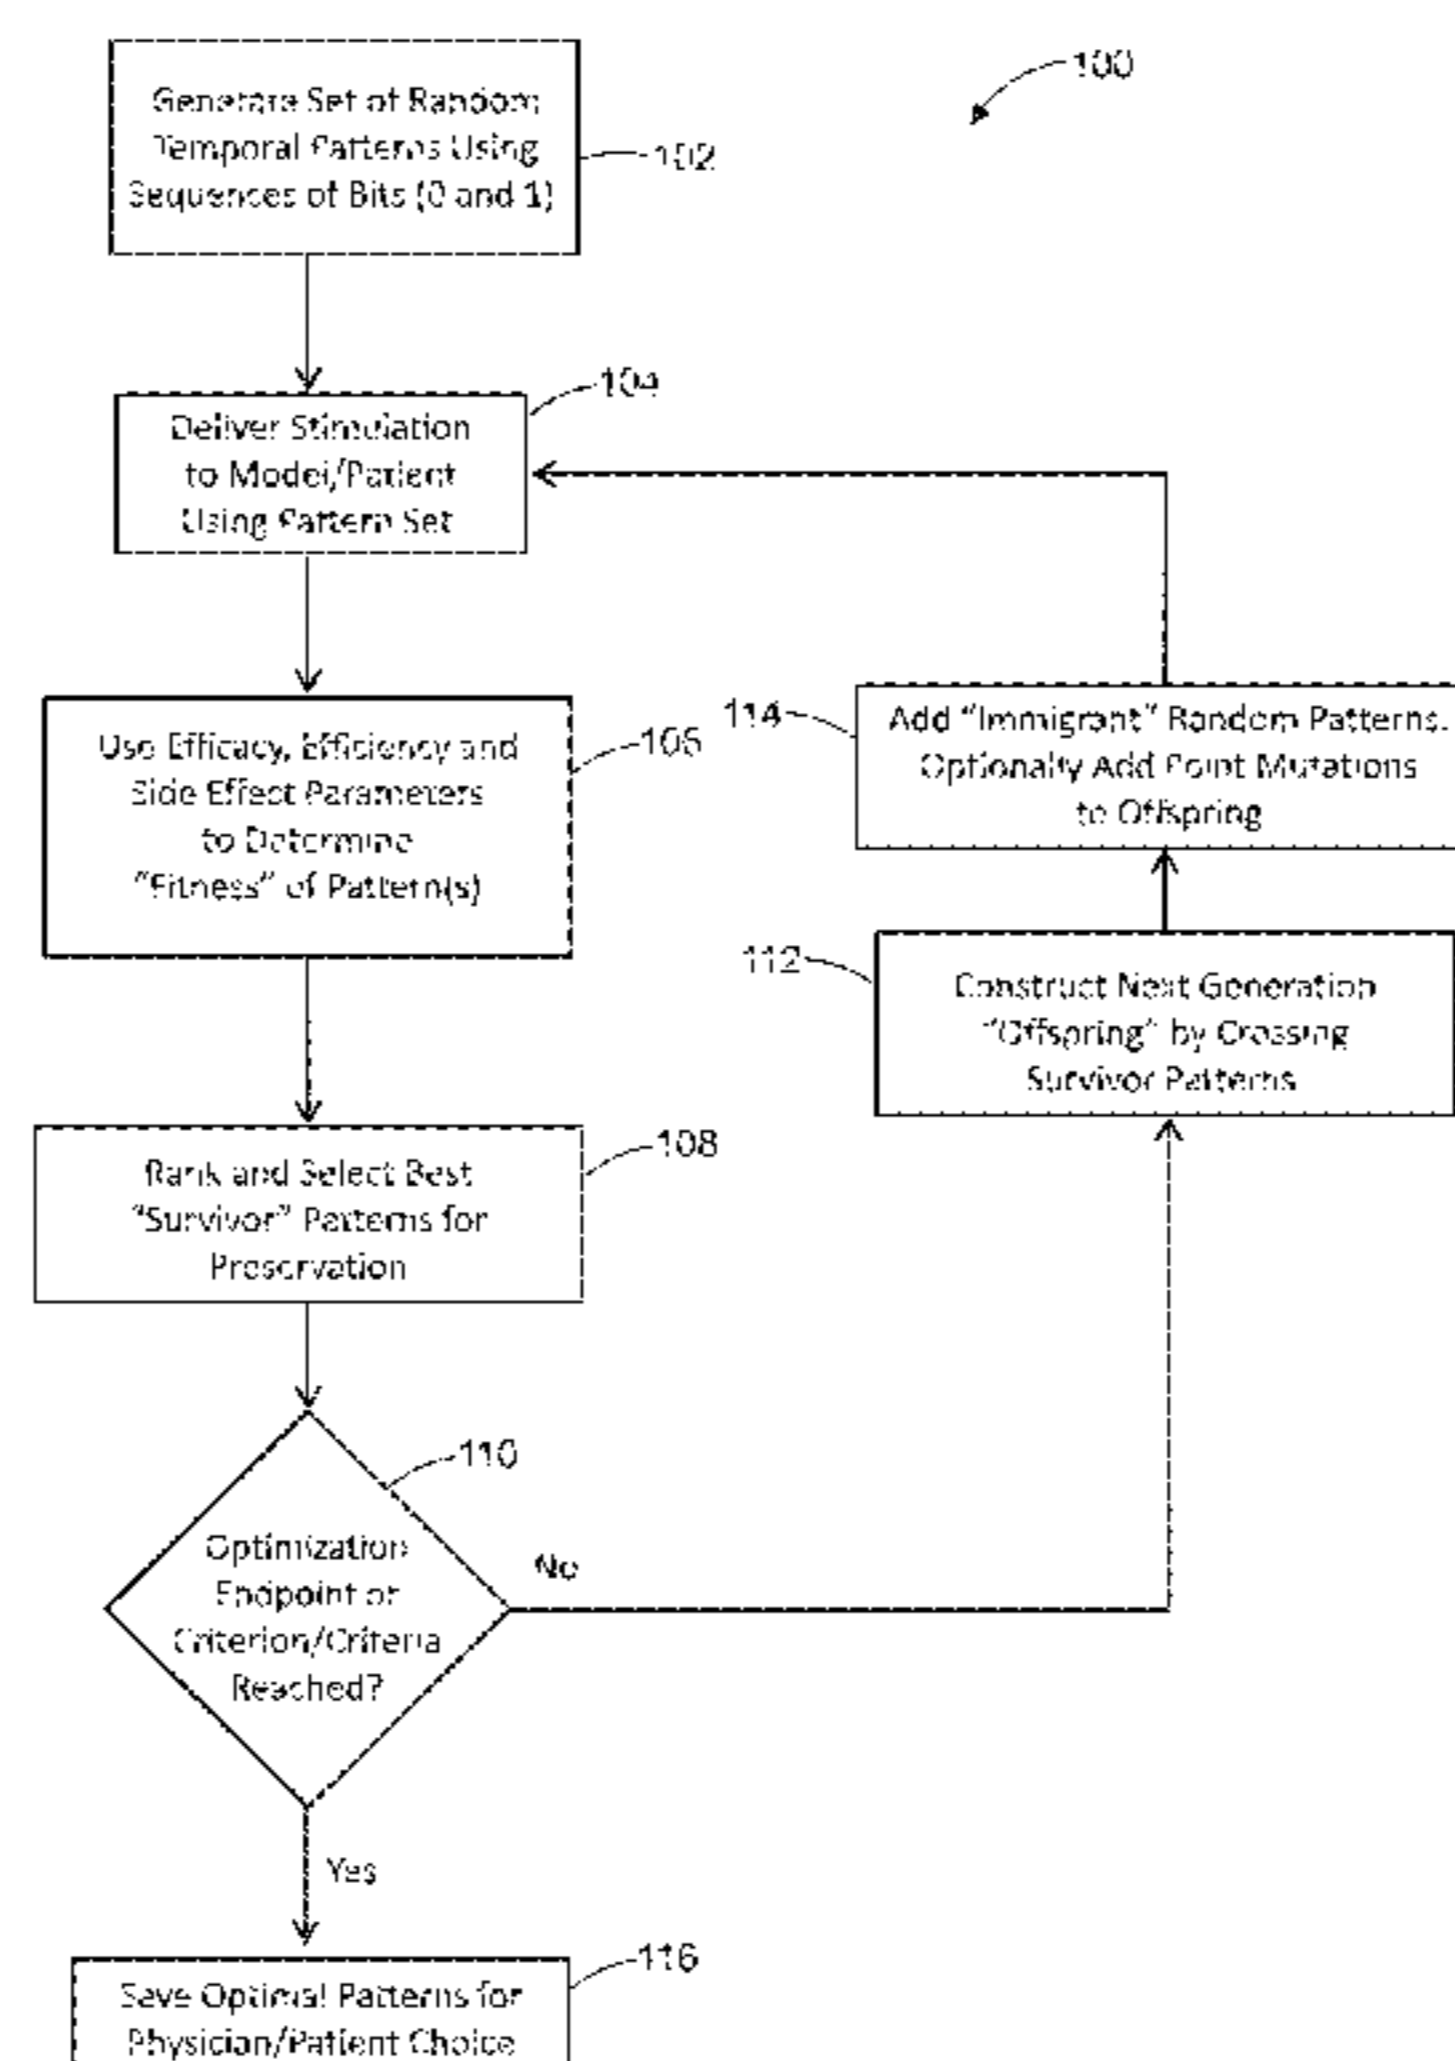 100
Generate Set of Random
Temporal Patterns Using
Sequences of Bits (0 and 1)
102
104
Deliver Stimulation
to Model/Patient
Using Pattern Set
Use Efficacy, Efficiency and
Side Effect Parameters
to Determine
"Fitness" of Pattern(s)
106
114
Add "Immigrant" Random Patterns.
Optionally Add Point Mutations
to Offspring
112
Construct Next Generation
"Offspring" by Crossing
Survivor Patterns
108
Rank and Select Best
"Survivor" Patterns for
Preservation
110
Optimization
Endpoint or
Criterion/Criteria
Reached?
No
Yes
116
Save Optimal Patterns for
Physician/Patient Choice